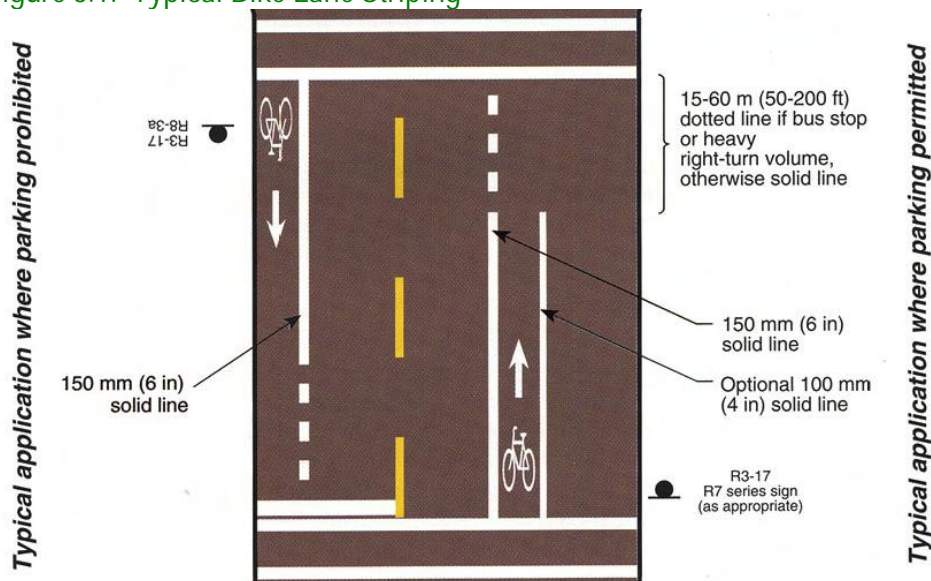 Typical application where parking prohibited
R3-17
R8-3a
150 mm (6 in)
solid line
15-60 m (50-200 ft)
dotted line if bus stop
or heavy
right-turn volume,
otherwise solid line
150 mm (6 in)
solid line
Optional 100 mm
(4 in) solid line
R3-17
R7 series sign
(as appropriate)
Typical application where parking permitted